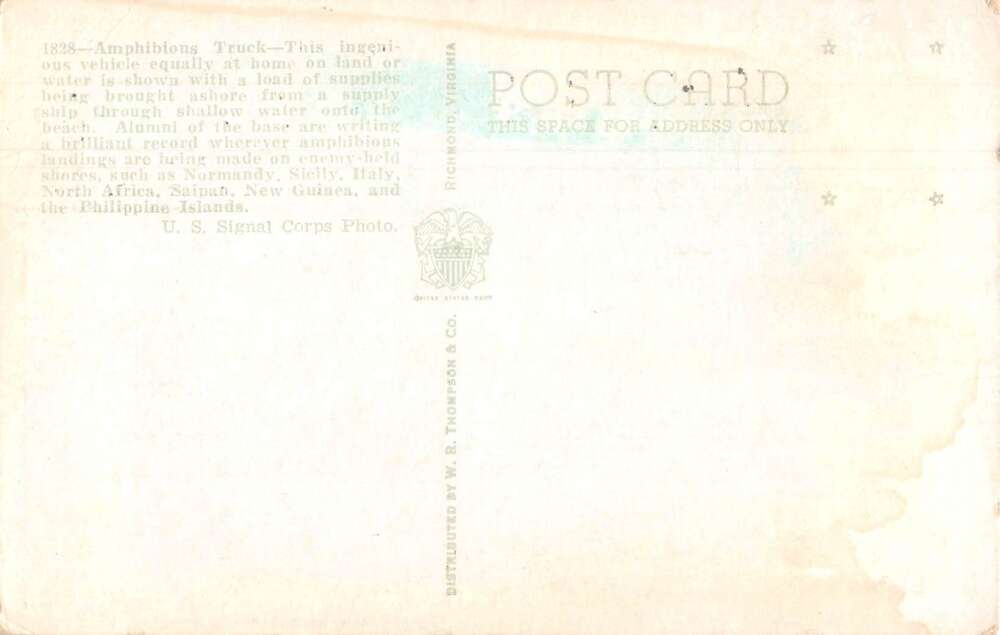 1828—Amphibious Truck—This ingeni-
ous vehicle equally at home on land or
water is shown with a load of supplies
being brought ashore from a supply
ship through shallow water onto the
beach. Alumni of the base are writing
a brilliant record wherever amphibious
landings are being made on enemy-held
shores, such as Normandy, Sicily, Italy,
North Africa, Saipan, New Guinea, and
the Philippine Islands.
U. S. Signal Corps Photo.
DISTRIBUTED BY W. R. THOMPSON & CO.
RICHMOND, VIRGINIA
POST CARD
THIS SPACE FOR ADDRESS ONLY